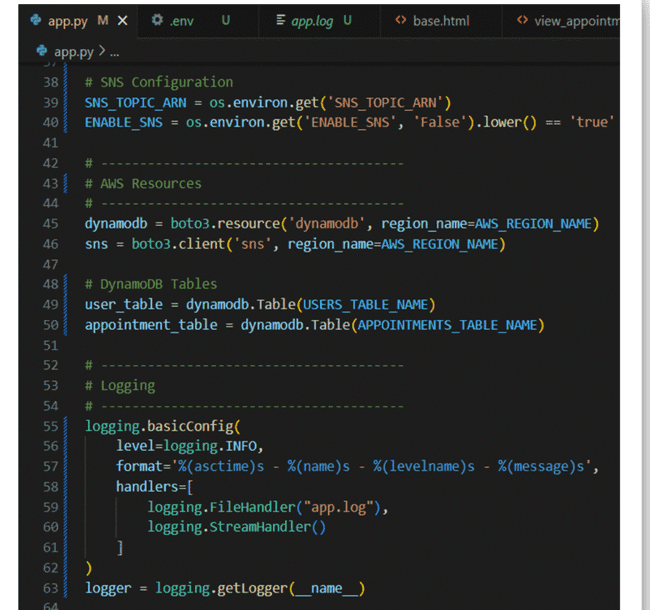 app.py M X .env U app.log U base.html view_appointm
app.py > ...
37
38 # SNS Configuration
39 SNS_TOPIC_ARN = os.environ.get('SNS_TOPIC_ARN')
40 ENABLE_SNS = os.environ.get('ENABLE_SNS', 'False').lower() == 'true'
41
42 # ---------------------------------------
43 # AWS Resources
44 # ---------------------------------------
45 dynamodb = boto3.resource('dynamodb', region_name=AWS_REGION_NAME)
46 sns = boto3.client('sns', region_name=AWS_REGION_NAME)
47
48 # DynamoDB Tables
49 user_table = dynamodb.Table(USERS_TABLE_NAME)
50 appointment_table = dynamodb.Table(APPOINTMENTS_TABLE_NAME)
51
52 # ---------------------------------------
53 # Logging
54 # ---------------------------------------
55 logging.basicConfig(
56     level=logging.INFO,
57     format='%(asctime)s - %(name)s - %(levelname)s - %(message)s',
58     handlers=[
59         logging.FileHandler("app.log"),
60         logging.StreamHandler()
61     ]
62 )
63 logger = logging.getLogger(__name__)
64